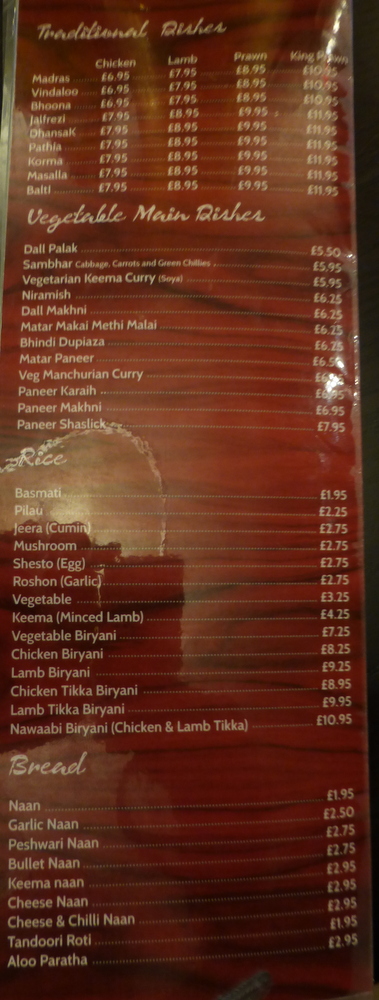 Traditional Dishes
Chicken Lamb Prawn King Prawn
Madras £6.95 £7.95 £8.95 £10.95
Vindaloo £6.95 £7.95 £8.95 £10.95
Bhoona £6.95 £7.95 £8.95 £10.95
Jalfrezi £7.95 £8.95 £9.95 £11.95
Dhansak £7.95 £8.95 £9.95 £11.95
Pathia £7.95 £8.95 £9.95 £11.95
Korma £7.95 £8.95 £9.95 £11.95
Masalla £7.95 £8.95 £9.95 £11.95
Balti £7.95 £8.95 £9.95 £11.95
Vegetable Main Dishes
Dall Palak £5.50
Sambhar Cabbage, Carrots and Green Chillies £5.95
Vegetarian Keema Curry (Soya) £5.95
Niramish £6.25
Dall Makhni £6.25
Matar Makai Methi Malai £6.25
Bhindi Dupiaza £6.25
Matar Paneer
Veg Manchurian Curry
Paneer Karaih £6.95
Paneer Makhni £6.95
Paneer Shaslick £7.95
Rice
Basmati £1.95
Pilau £2.25
Jeera (Cumin) £2.75
Mushroom £2.75
Shesto (Egg) £2.75
Roshon (Garlic) £2.75
Vegetable £3.25
Keema (Minced Lamb) £4.25
Vegetable Biryani £7.25
Chicken Biryani £8.25
Lamb Biryani £9.25
Chicken Tikka Biryani £8.95
Lamb Tikka Biryani £9.95
Nawaabi Biryani (Chicken & Lamb Tikka) £10.95
Bread
Naan £1.95
Garlic Naan £2.50
Peshwari Naan £2.75
Bullet Naan £2.75
Keema naan £2.95
Cheese Naan £2.95
Cheese & Chilli Naan £2.95
Tandoori Roti £1.95
Aloo Paratha £2.95